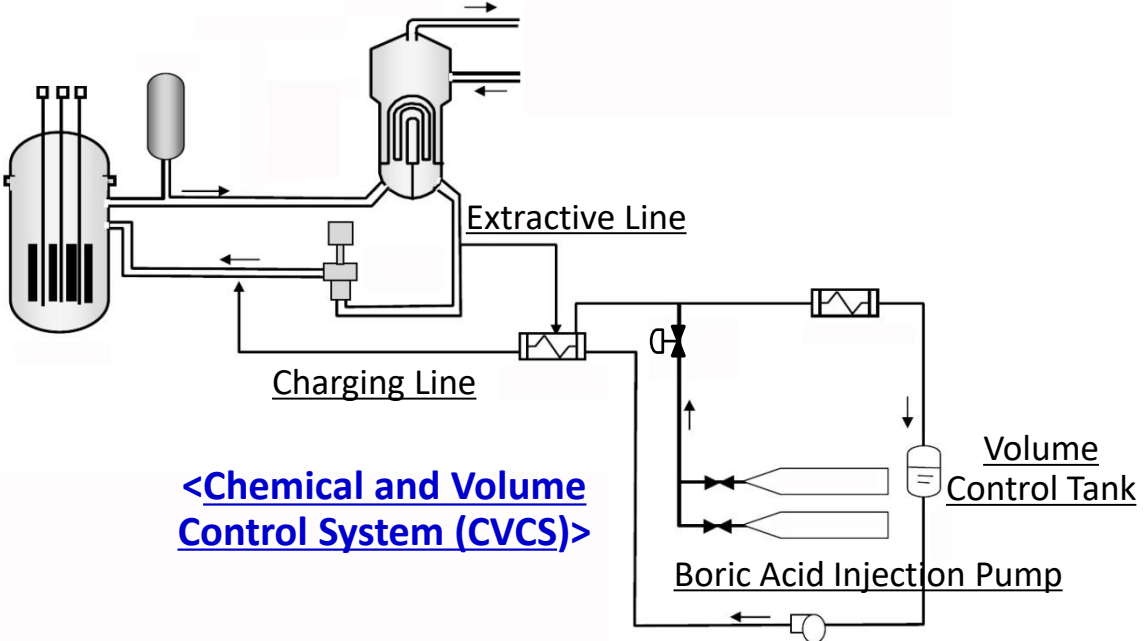 Extractive Line
Charging Line
<Chemical and Volume
Control System (CVCS)>
Volume
Control Tank
Boric Acid Injection Pump